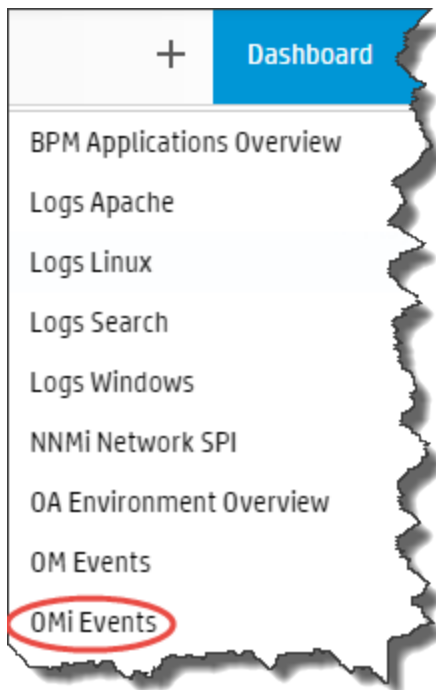 + Dashboard
BPM Applications Overview
Logs Apache
Logs Linux
Logs Search
Logs Windows
NNMi Network SPI
OA Environment Overview
OM Events
OMi Events